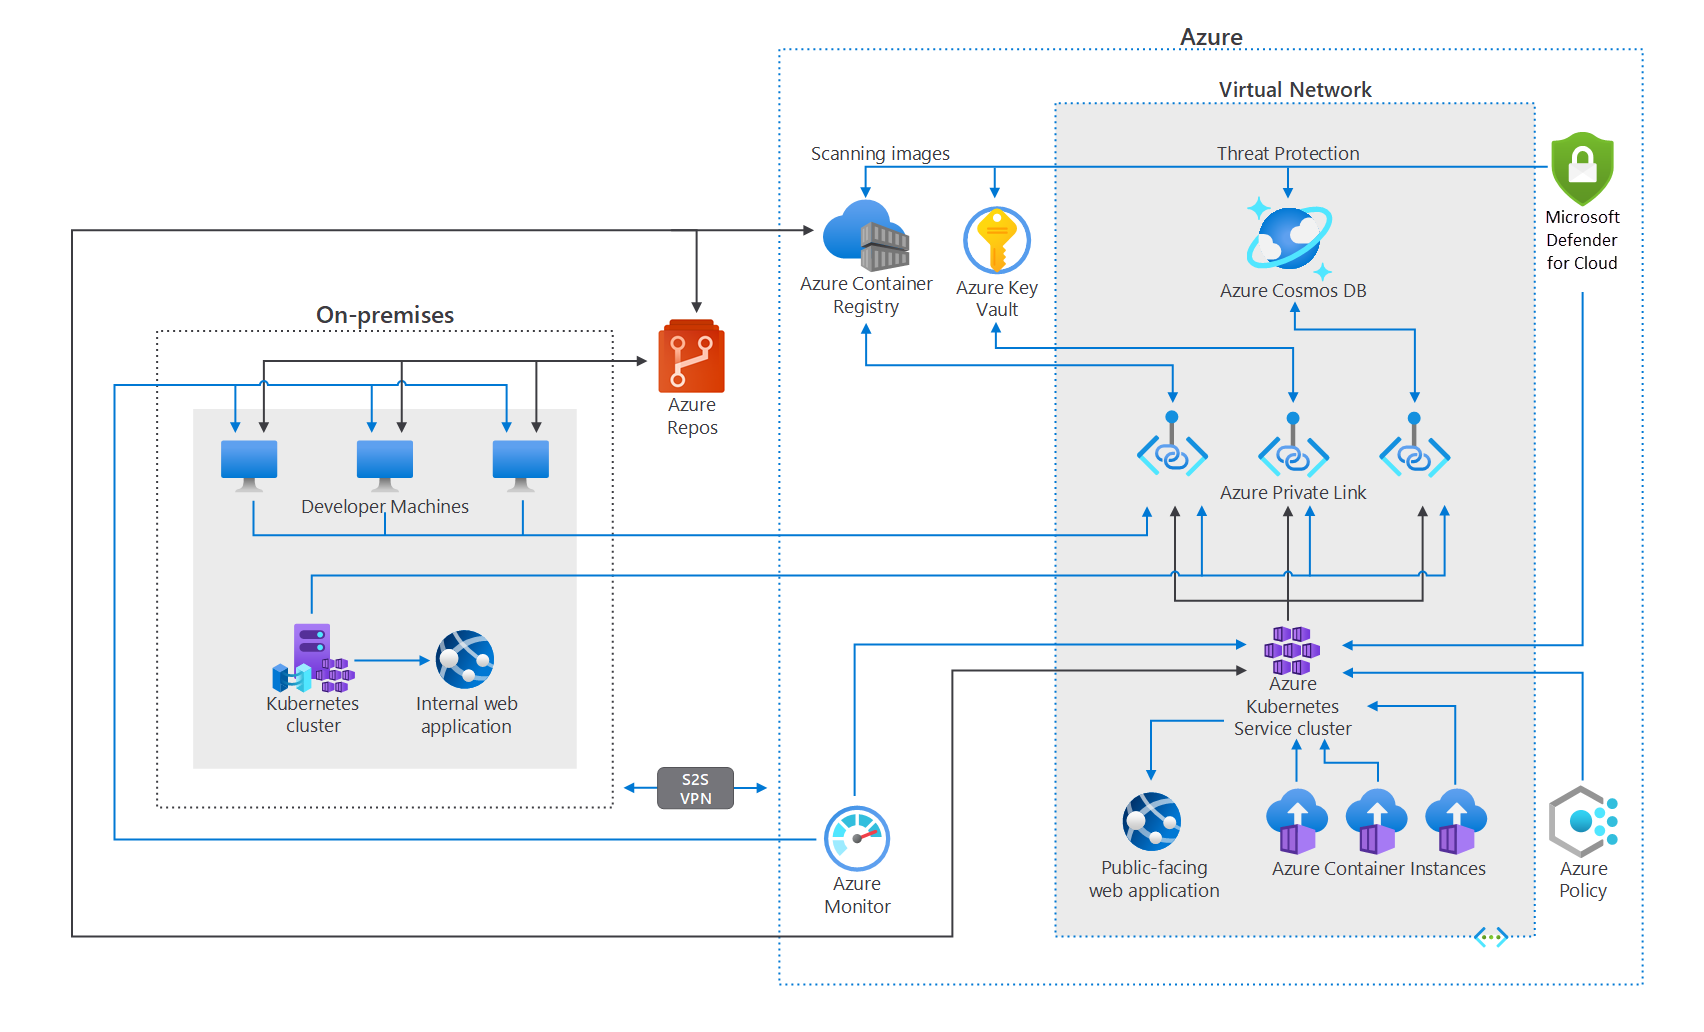 Azure
Virtual Network
Scanning images
Threat Protection
Microsoft
Defender
for Cloud
Azure Container
Registry
Azure Key
Vault
Azure Cosmos DB
On-premises
Azure
Repos
Developer Machines
Azure Private Link
Kubernetes
cluster
Internal web
application
Azure
Kubernetes
Service cluster
S2S
VPN
Azure
Monitor
Public-facing
web application
Azure Container Instances
Azure
Policy